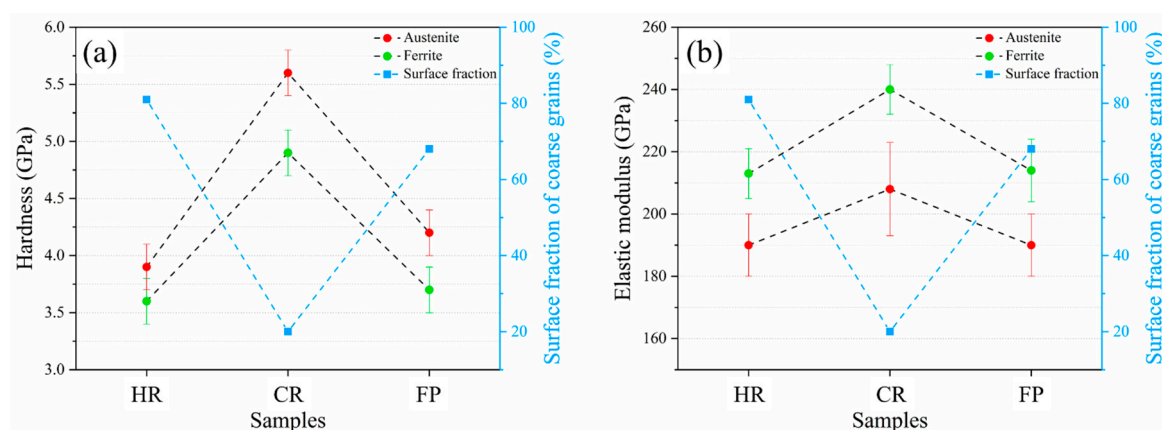 (a)
Austenite
Ferrite
Surface fraction
Hardness (GPa)
6.0
5.5
5.0
4.5
4.0
3.5
3.0
100
80
60
40
20
Surface fraction of coarse grains (%)
HR CR FP
Samples
(b)
Austenite
Ferrite
Surface fraction
Elastic modulus (GPa)
260
240
220
200
180
160
100
80
60
40
20
Surface fraction of coarse grains (%)
HR CR FP
Samples